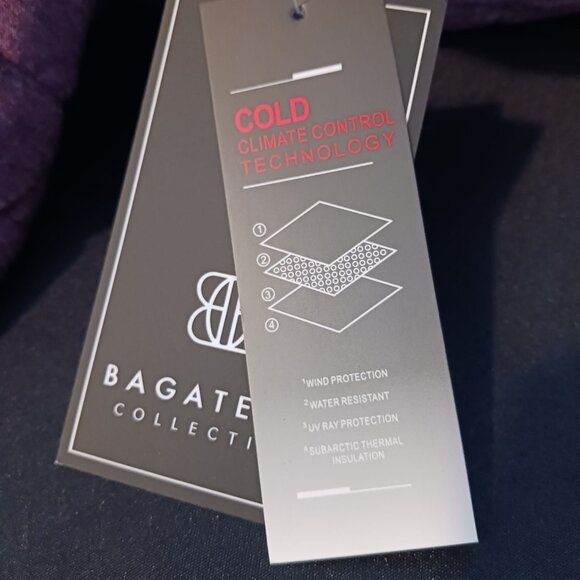 COLD
CLIMATE CONTROL
TECHNOLOGY
1
2
3
4
1 WIND PROTECTION
2 WATER RESISTANT
3 UV RAY PROTECTION
4 SUBARCTIC THERMAL
INSULATION
BAGATE
COLLECTI